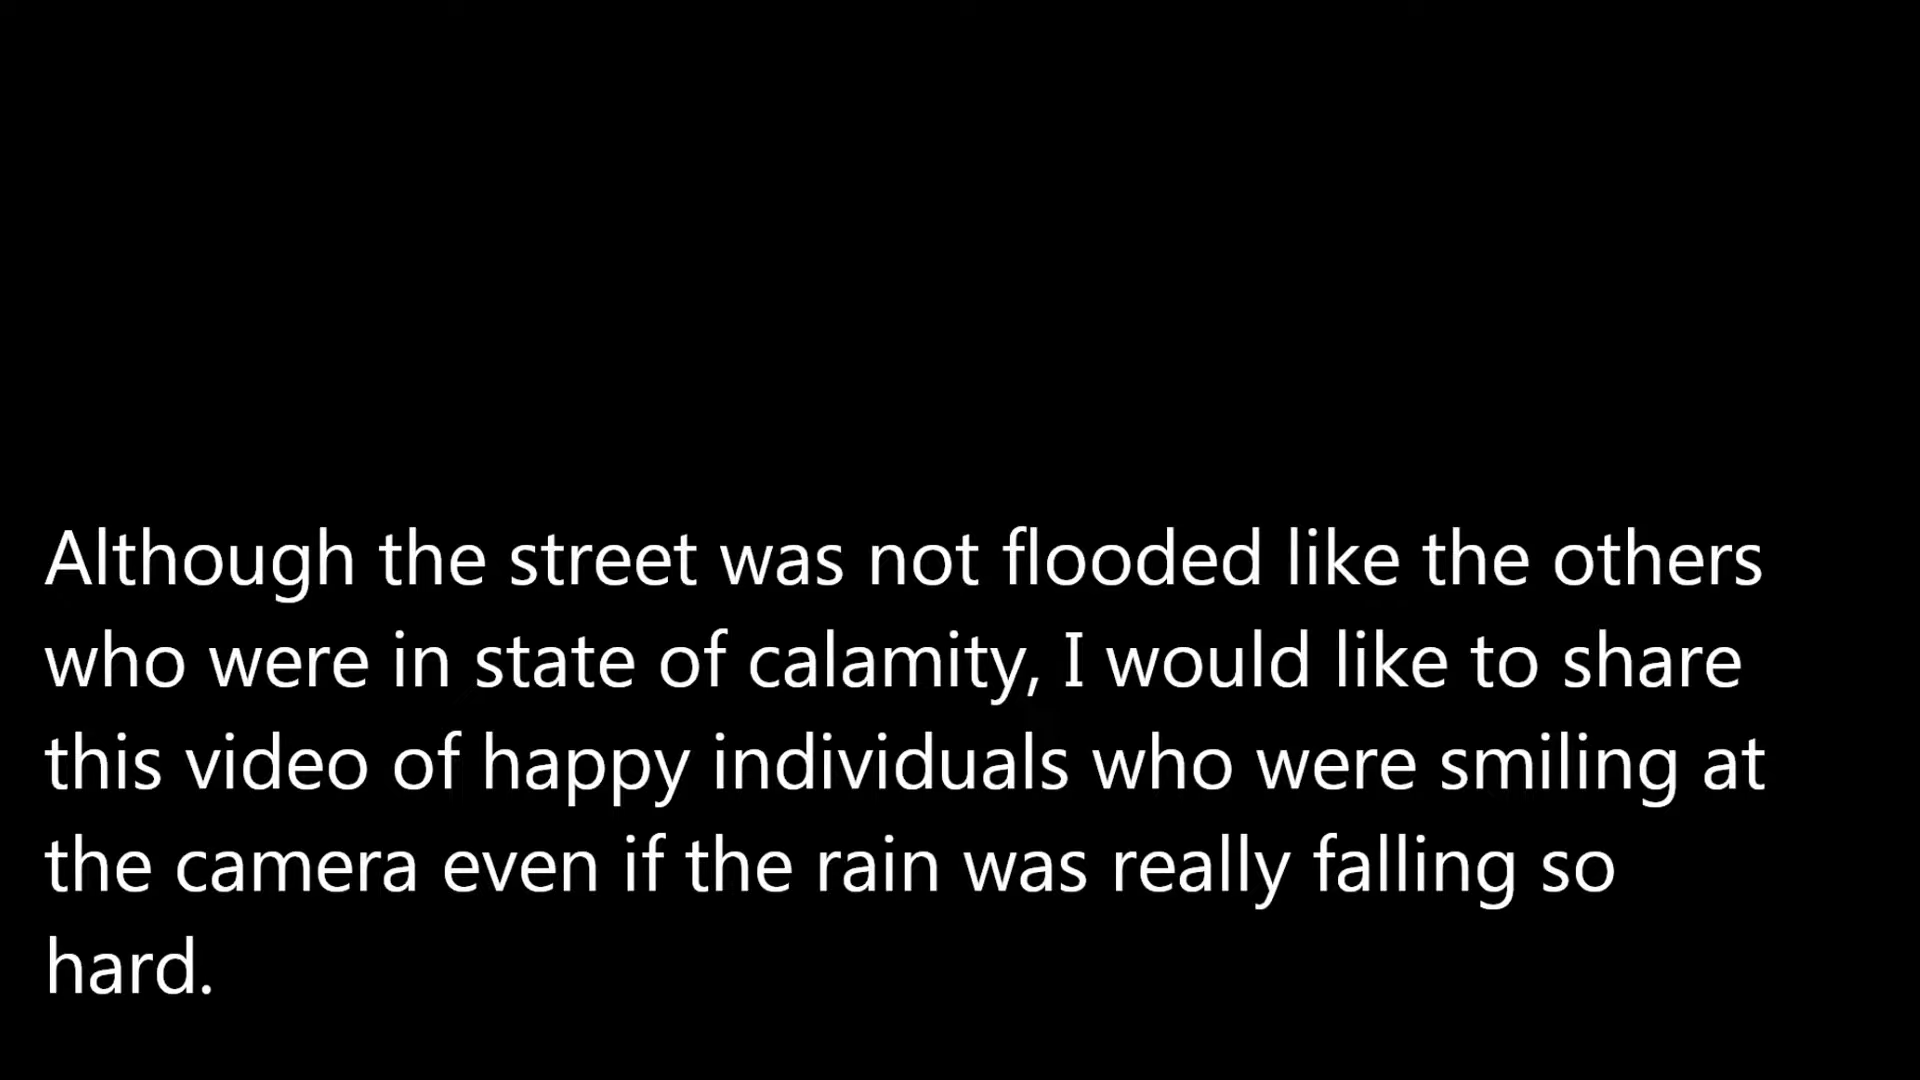 Although the street was not flooded like the others
who were in state of calamity, I would like to share
this video of happy individuals who were smiling at
the camera even if the rain was really falling so
hard.